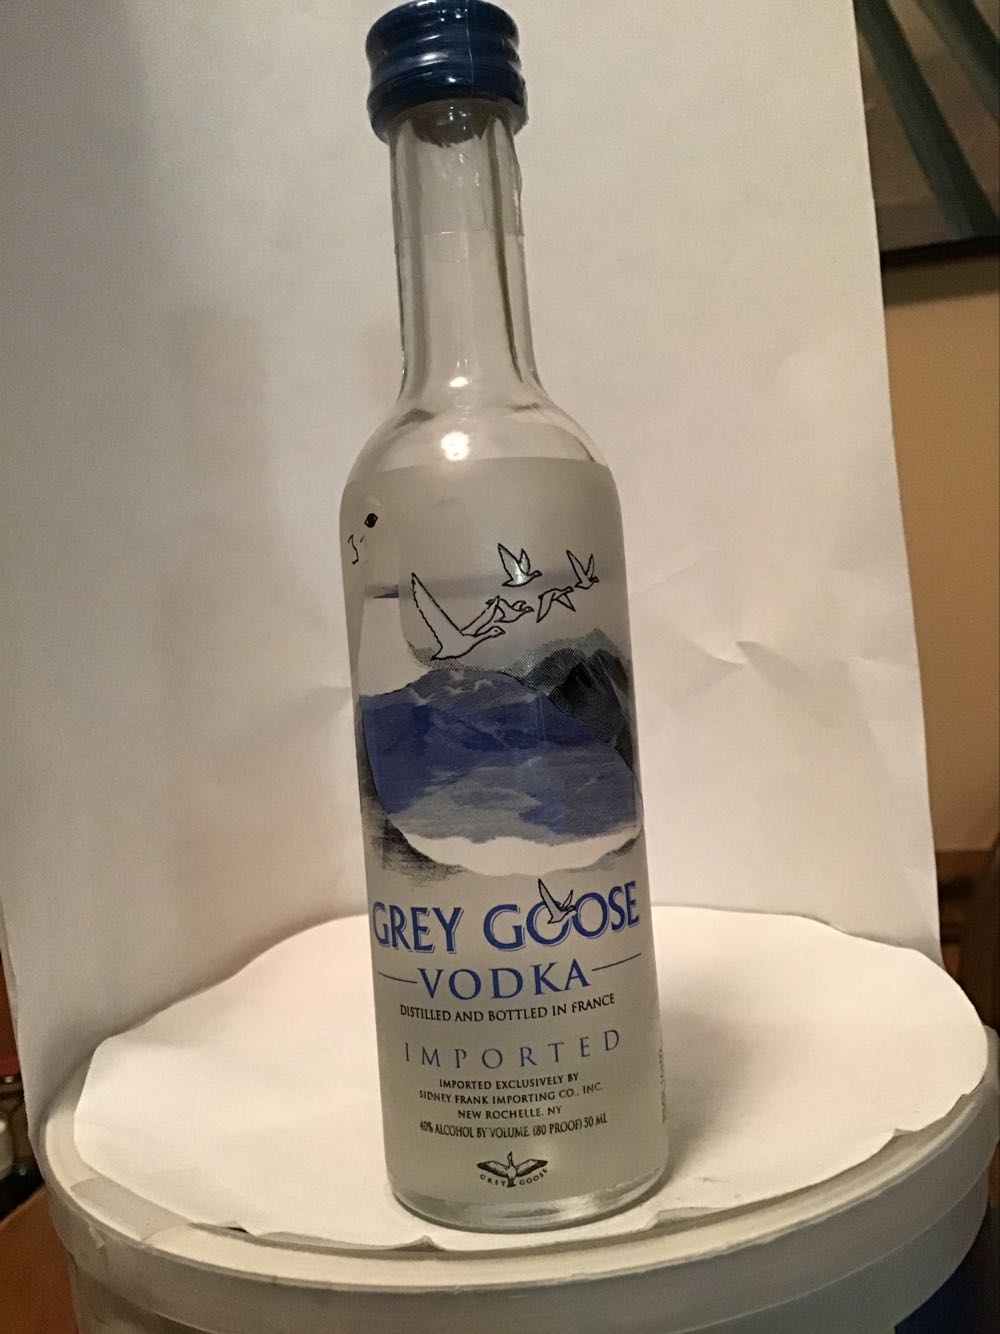 GREY GOOSE
VODKA
DISTILLED AND BOTTLED IN FRANCE
IMPORTED
IMPORTED EXCLUSIVELY BY
SIDNEY FRANK IMPORTING CO., INC.
NEW ROCHELLE, NY
40% ALCOHOL BY VOLUME (80 PROOF) 50 ML
GREY GOOSE